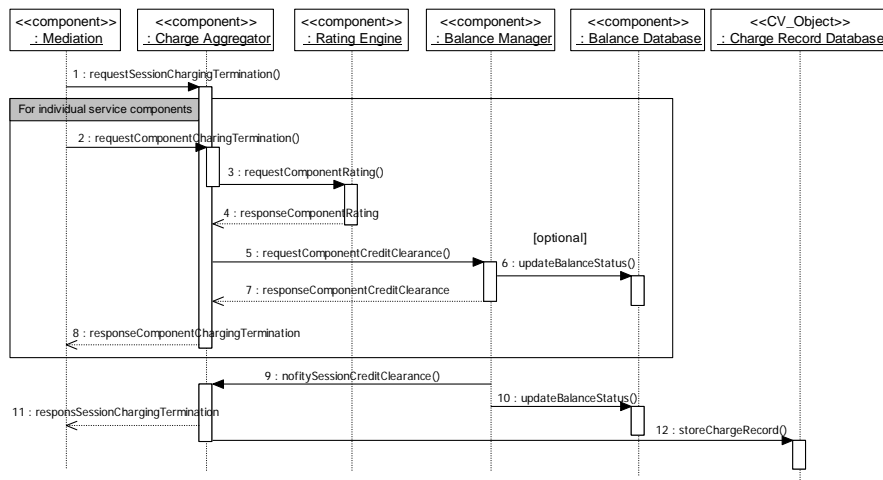 <<component>>
: Mediation
<<component>>
: Charge Aggregator
<<component>>
: Rating Engine
<<component>>
: Balance Manager
<<component>>
: Balance Database
<<CV_Object>>
: Charge Record Database
1 : requestSessionChargingTermination()
For individual service components
2 : requestComponentCharingTermination()
3 : requestComponentRating()
4 : responseComponentRating
[optional]
5 : requestComponentCreditClearance()
6 : updateBalanceStatus()
7 : responseComponentCreditClearance
8 : responseComponentChargingTermination
9 : nofitySessionCreditClearance()
10 : updateBalanceStatus()
11 : responsSessionChargingTermination
12 : storeChargeRecord()